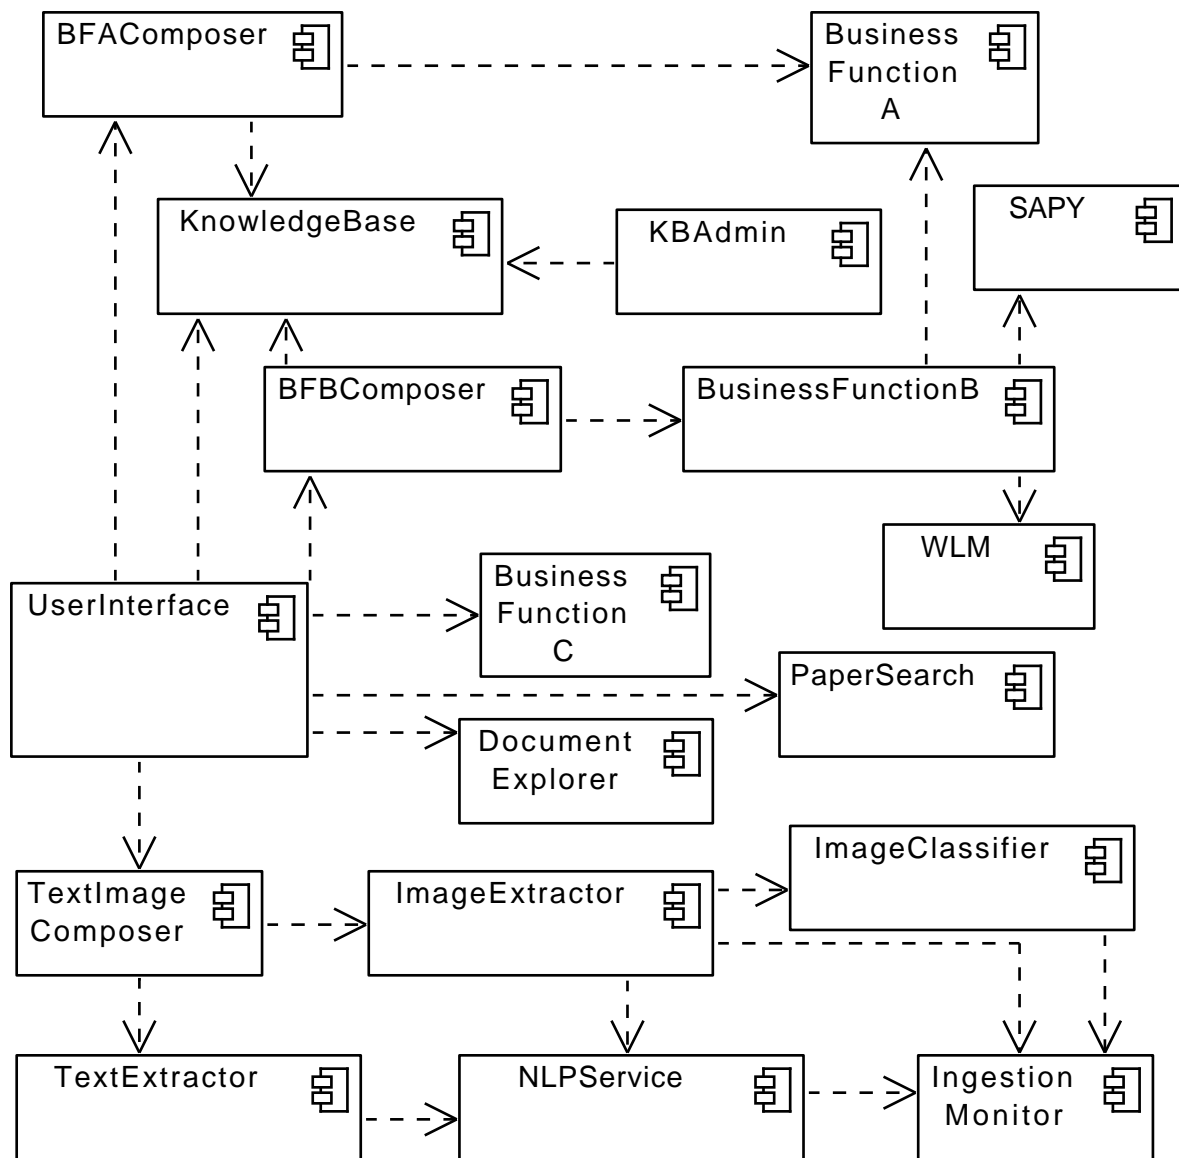 BFAComposer
Business
Function
A
KnowledgeBase
KBAdmin
SAPY
BFBComposer
BusinessFunctionB
WLM
UserInterface
Business
Function
C
PaperSearch
Document
Explorer
ImageClassifier
TextImage
Composer
ImageExtractor
TextExtractor
NLPService
Ingestion
Monitor